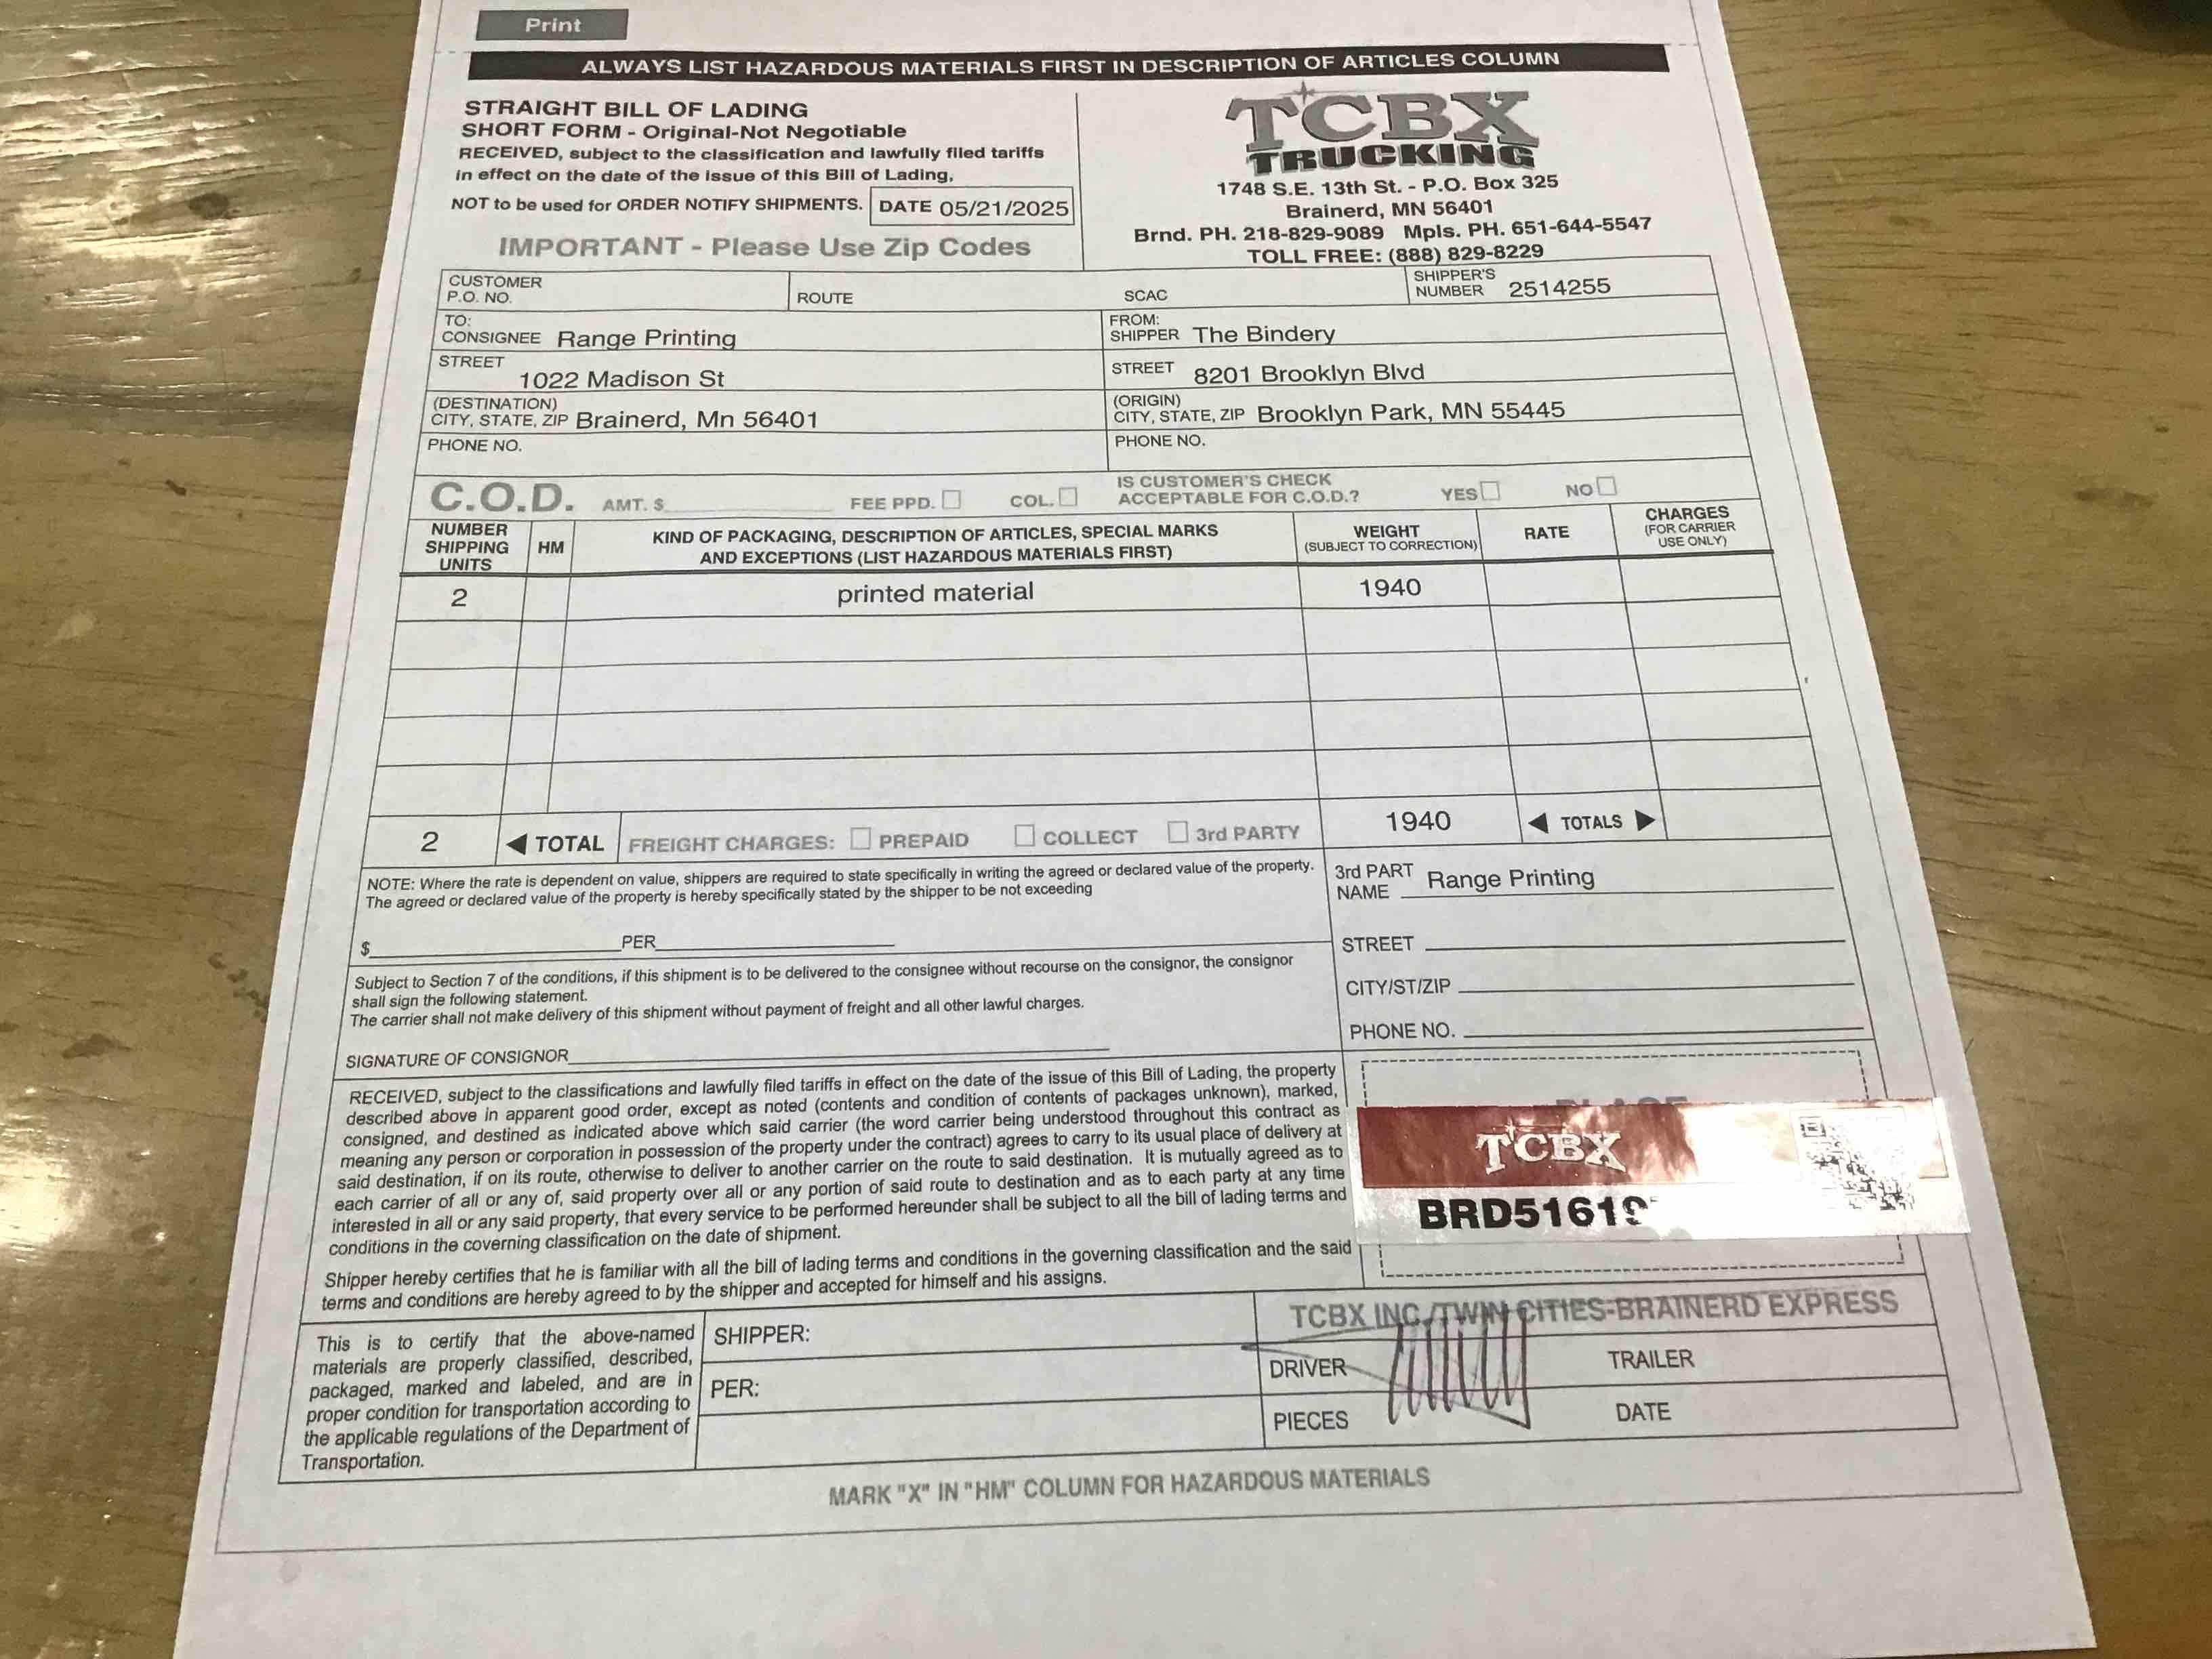 Print
ALWAYS LIST HAZARDOUS MATERIALS FIRST IN DESCRIPTION OF ARTICLES COLUMN
STRAIGHT BILL OF LADING
SHORT FORM - Original-Not Negotiable
RECEIVED, subject to the classification and lawfully filed tariffs
in effect on the date of the issue of this Bill of Lading,
NOT to be used for ORDER NOTIFY SHIPMENTS. DATE 05/21/2025
IMPORTANT - Please Use Zip Codes
TCBX
TRUCKING
1748 S.E. 13th St. - P.O. Box 325
Brainerd, MN 56401
Brnd. PH. 218-829-9089 Mpls. PH. 651-644-5547
TOLL FREE: (888) 829-8229
CUSTOMER
P.O. NO.
ROUTE
SCAC
SHIPPER'S
NUMBER 2514255
TO:
CONSIGNEE Range Printing
STREET
1022 Madison St
(DESTINATION)
CITY, STATE, ZIP Brainerd, Mn 56401
PHONE NO.
FROM:
SHIPPER The Bindery
STREET 8201 Brooklyn Blvd
(ORIGIN)
CITY, STATE, ZIP Brooklyn Park, MN 55445
PHONE NO.
C.O.D. AMT. $ FEE PPD. COL.
IS CUSTOMER'S CHECK
ACCEPTABLE FOR C.O.D.? YES NO
NUMBER
SHIPPING
UNITS
HM
KIND OF PACKAGING, DESCRIPTION OF ARTICLES, SPECIAL MARKS
AND EXCEPTIONS (LIST HAZARDOUS MATERIALS FIRST)
WEIGHT
(SUBJECT TO CORRECTION)
RATE
CHARGES
(FOR CARRIER
USE ONLY)
2 printed material 1940
2 TOTAL FREIGHT CHARGES: PREPAID COLLECT 3rd PARTY 1940 TOTALS
NOTE: Where the rate is dependent on value, shippers are required to state specifically in writing the agreed or declared value of the property.
The agreed or declared value of the property is hereby specifically stated by the shipper to be not exceeding
$ PER
Subject to Section 7 of the conditions, if this shipment is to be delivered to the consignee without recourse on the consignor, the consignor
shall sign the following statement.
The carrier shall not make delivery of this shipment without payment of freight and all other lawful charges.
SIGNATURE OF CONSIGNOR
3rd PART
NAME Range Printing
STREET
CITY/ST/ZIP
PHONE NO.
RECEIVED, subject to the classifications and lawfully filed tariffs in effect on the date of the issue of this Bill of Lading, the property
described above in apparent good order, except as noted (contents and condition of contents of packages unknown), marked,
consigned, and destined as indicated above which said carrier (the word carrier being understood throughout this contract as
meaning any person or corporation in possession of the property under the contract) agrees to carry to its usual place of delivery at
said destination, if on its route, otherwise to deliver to another carrier on the route to said destination. It is mutually agreed as to
each carrier of all or any of, said property over all or any portion of said route to destination and as to each party at any time
interested in all or any said property, that every service to be performed hereunder shall be subject to all the bill of lading terms and
conditions in the coverning classification on the date of shipment.
Shipper hereby certifies that he is familiar with all the bill of lading terms and conditions in the governing classification and the said
terms and conditions are hereby agreed to by the shipper and accepted for himself and his assigns.
TCBX
This is to certify that the above-named
materials are properly classified, described,
packaged, marked and labeled, and are in
proper condition for transportation according to
the applicable regulations of the Department of
Transportation.
SHIPPER:
PER:
TCBX INC./TWIN CITIES-BRAINERD EXPRESS
DRIVER TRAILER
PIECES DATE
MARK "X" IN "HM" COLUMN FOR HAZARDOUS MATERIALS